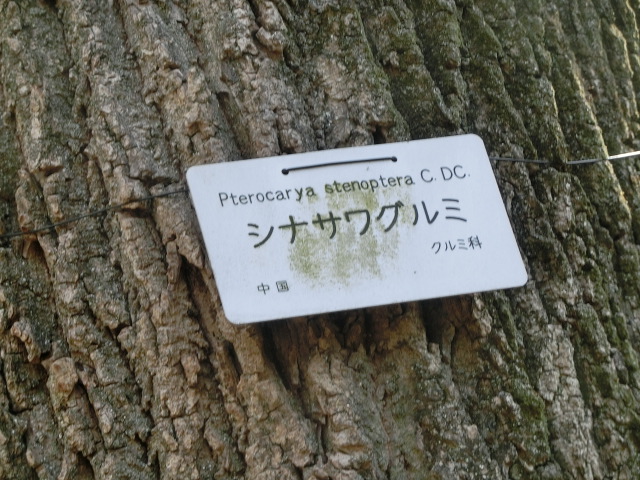 Pterocarya stenoptera C. DC.
シナサワグルミ
クルミ科
中国